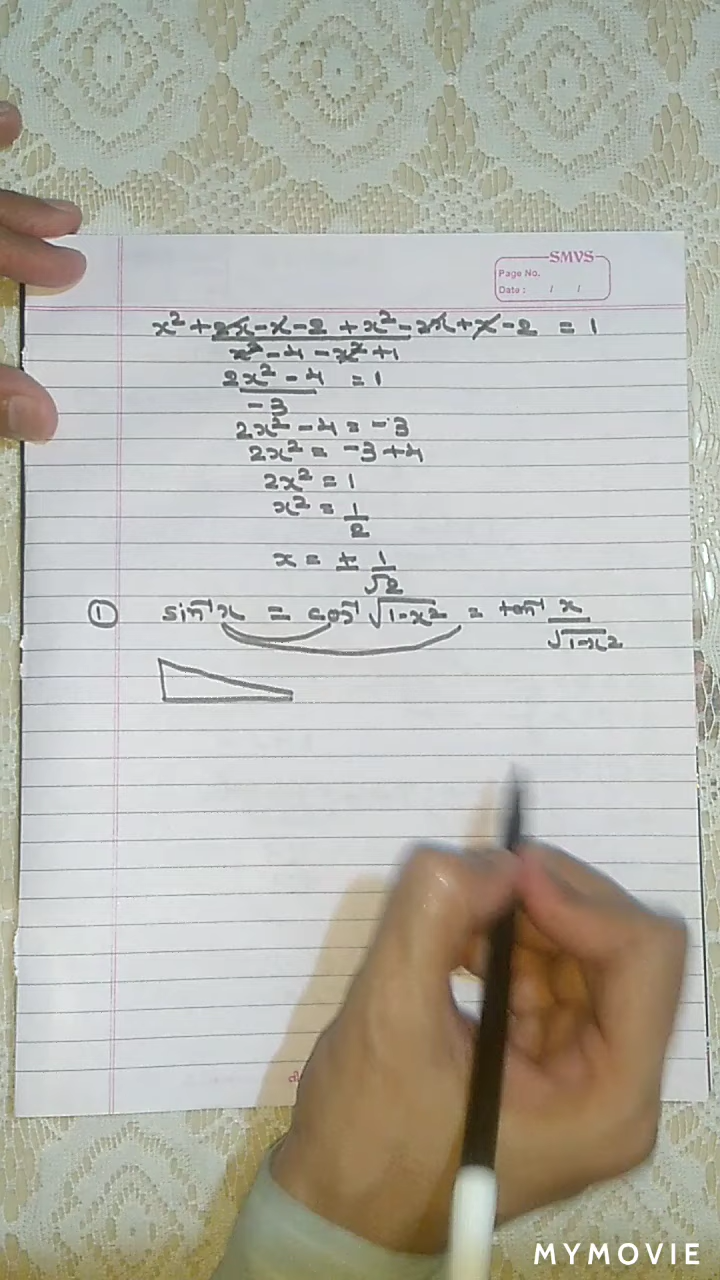 SMVS
Page No.
Date : / /
x² + 2x - x - 2 + x² - 2x + x - 2 = 1
x² - 4 - x² + 1
2x² - 4 = 1
-3
2x² - 4 = -3
2x² = -3 + 4
2x² = 1
x² = 1/2
x = ± 1/√2
① sin⁻¹x = cos⁻¹ √1-x² = tan⁻¹ x/√1-x²
MYMOVIE